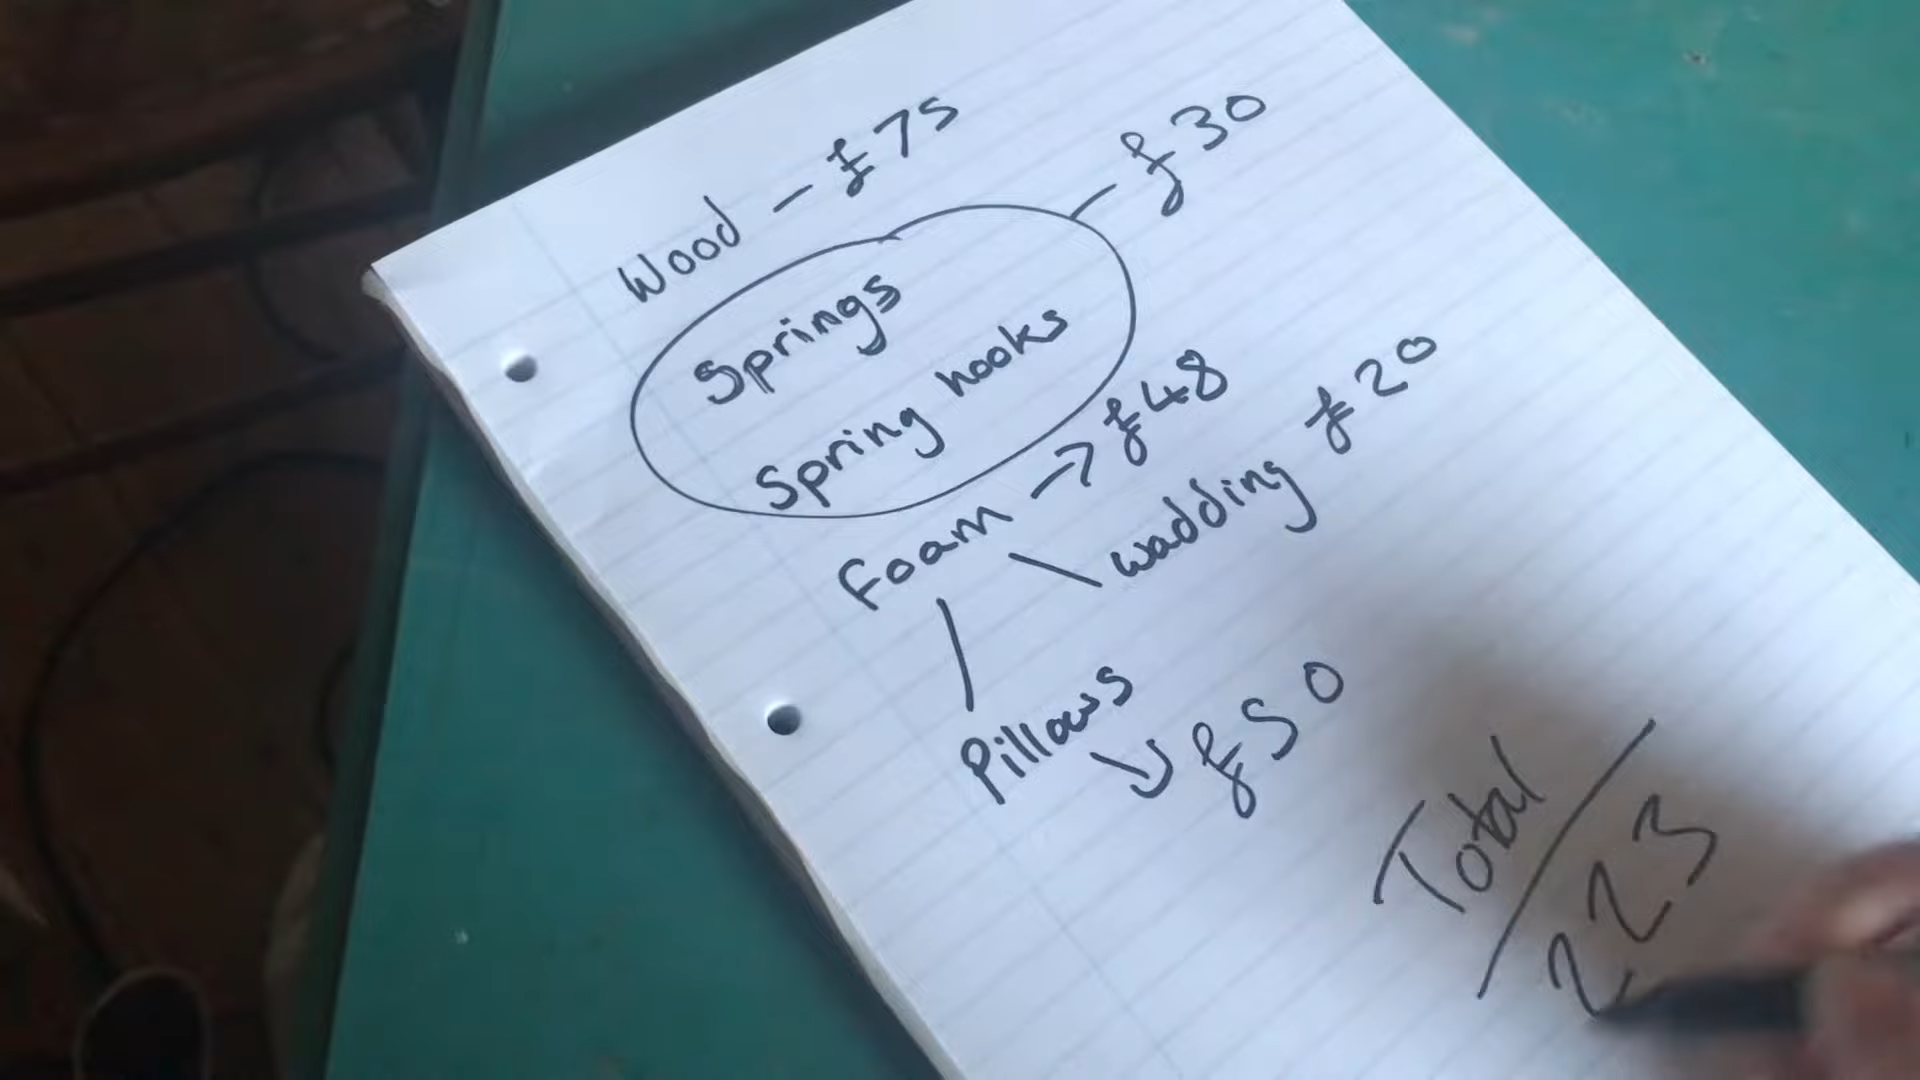 Wood – £75
Springs
Spring hooks – £30
Foam → £48
wadding £20
Pillows → £50
Total
223